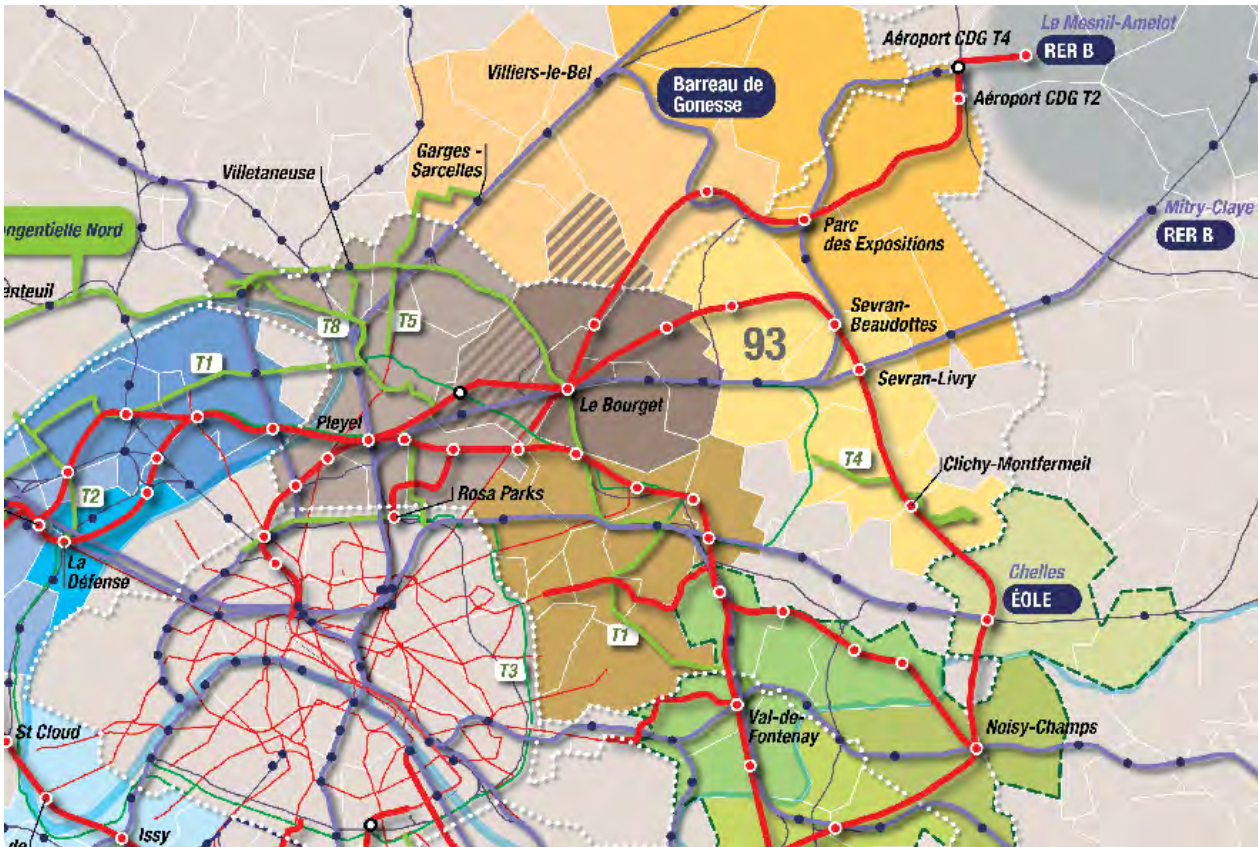 Le Mesnil-Amelot
RER B
Aéroport CDG T4
Villiers-le-Bel
Barreau de
Gonesse
Aéroport CDG T2
Garges -
Sarcelles
Villetaneuse
Mitry-Claye
RER B
ngentielle Nord
Parc
des Expositions
enteuil
Sevran-
Beaudottes
T8
T5
93
T1
Sevran-Livry
Le Bourget
Pleyel
T4
Clichy-Montfermeil
T2
Rosa Parks
La
Défense
Chelles
ÉOLE
T1
T3
St Cloud
Val-de-
Fontenay
Noisy-Champs
Issy
de